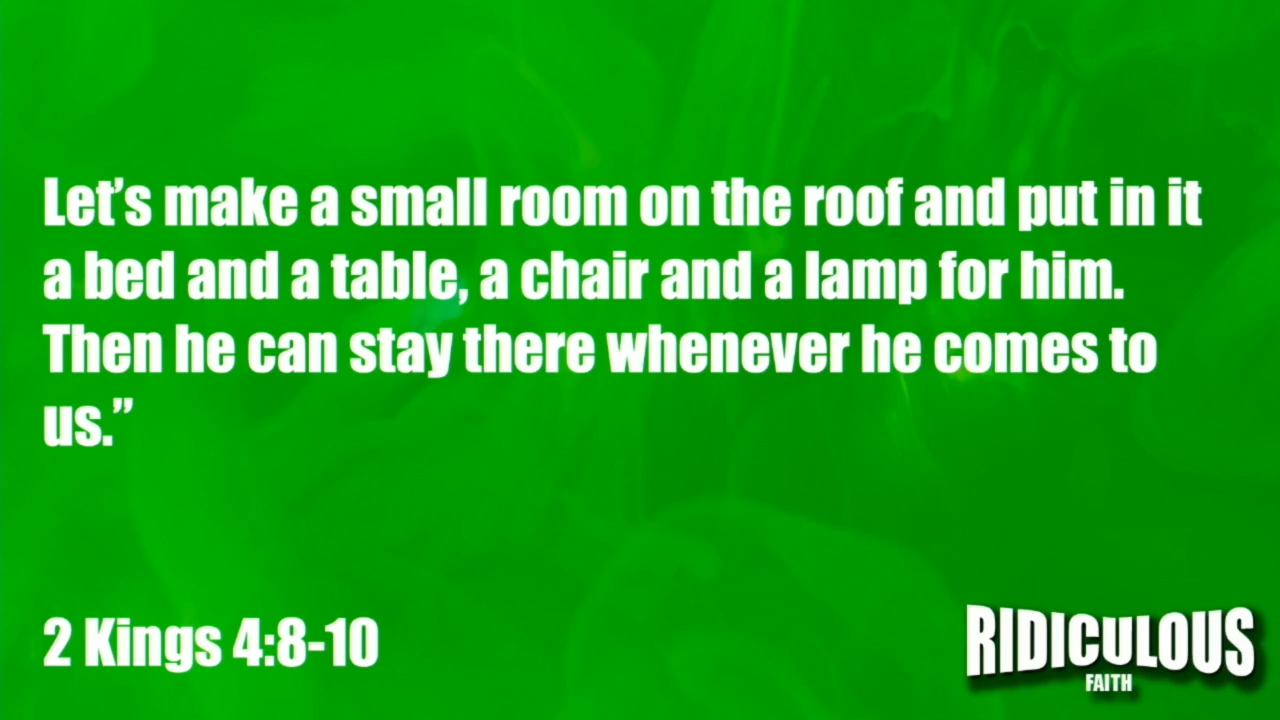 Let’s make a small room on the roof and put in it
a bed and a table, a chair and a lamp for him.
Then he can stay there whenever he comes to
us.”
2 Kings 4:8-10
RIDICULOUS
FAITH